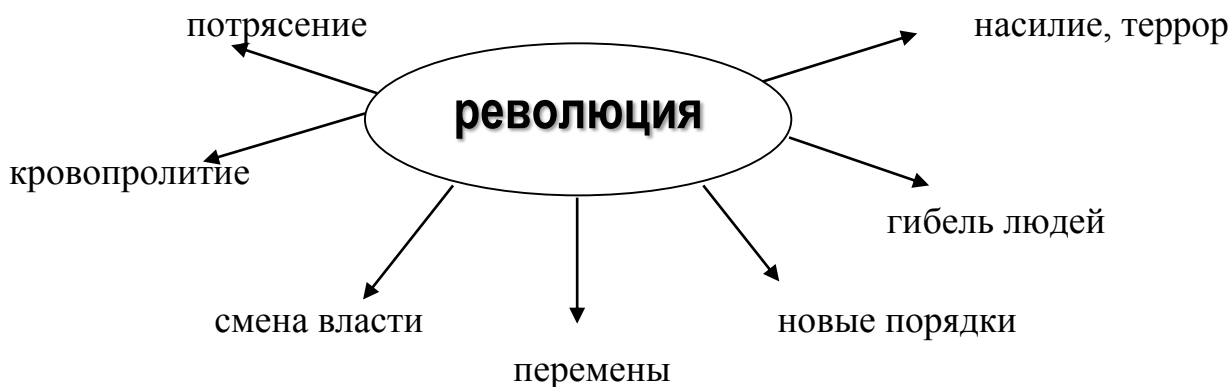 потрясение
насилие, террор
революция
кровопролитие
гибель людей
смена власти
новые порядки
перемены